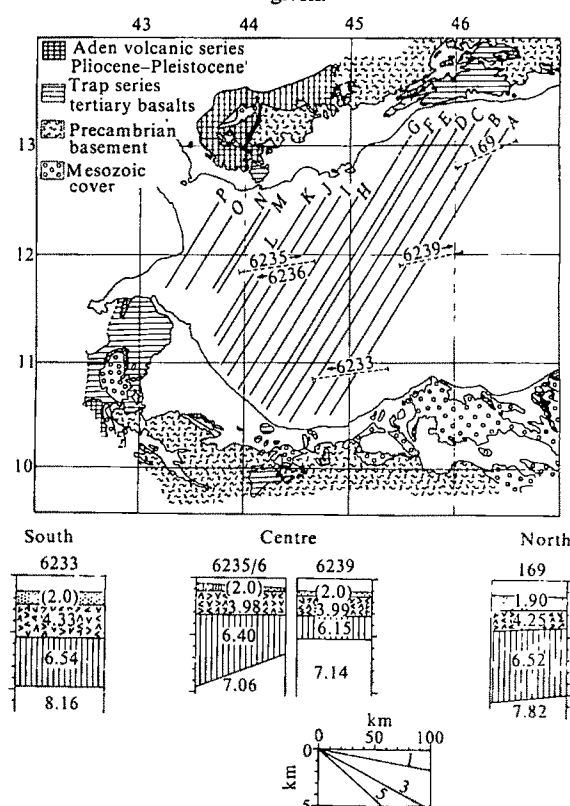 43 44 45 46
Aden volcanic series
Pliocene–Pleistocene
Trap series
tertiary basalts
Precambrian
basement
Mesozoic
cover
13
12
11
10
G F E D C B A
169
P O N M L J I H
6235
6236
6239
6233
South Centre North
6233 6235/6 6239 169
(2.0) (2.0) (2.0) 1.90
4.33 3.98 3.99 4.25
6.54 6.40 6.15 6.52
8.16 7.06 7.14 7.82
km
0 50 100
0
km
5
1
3
5